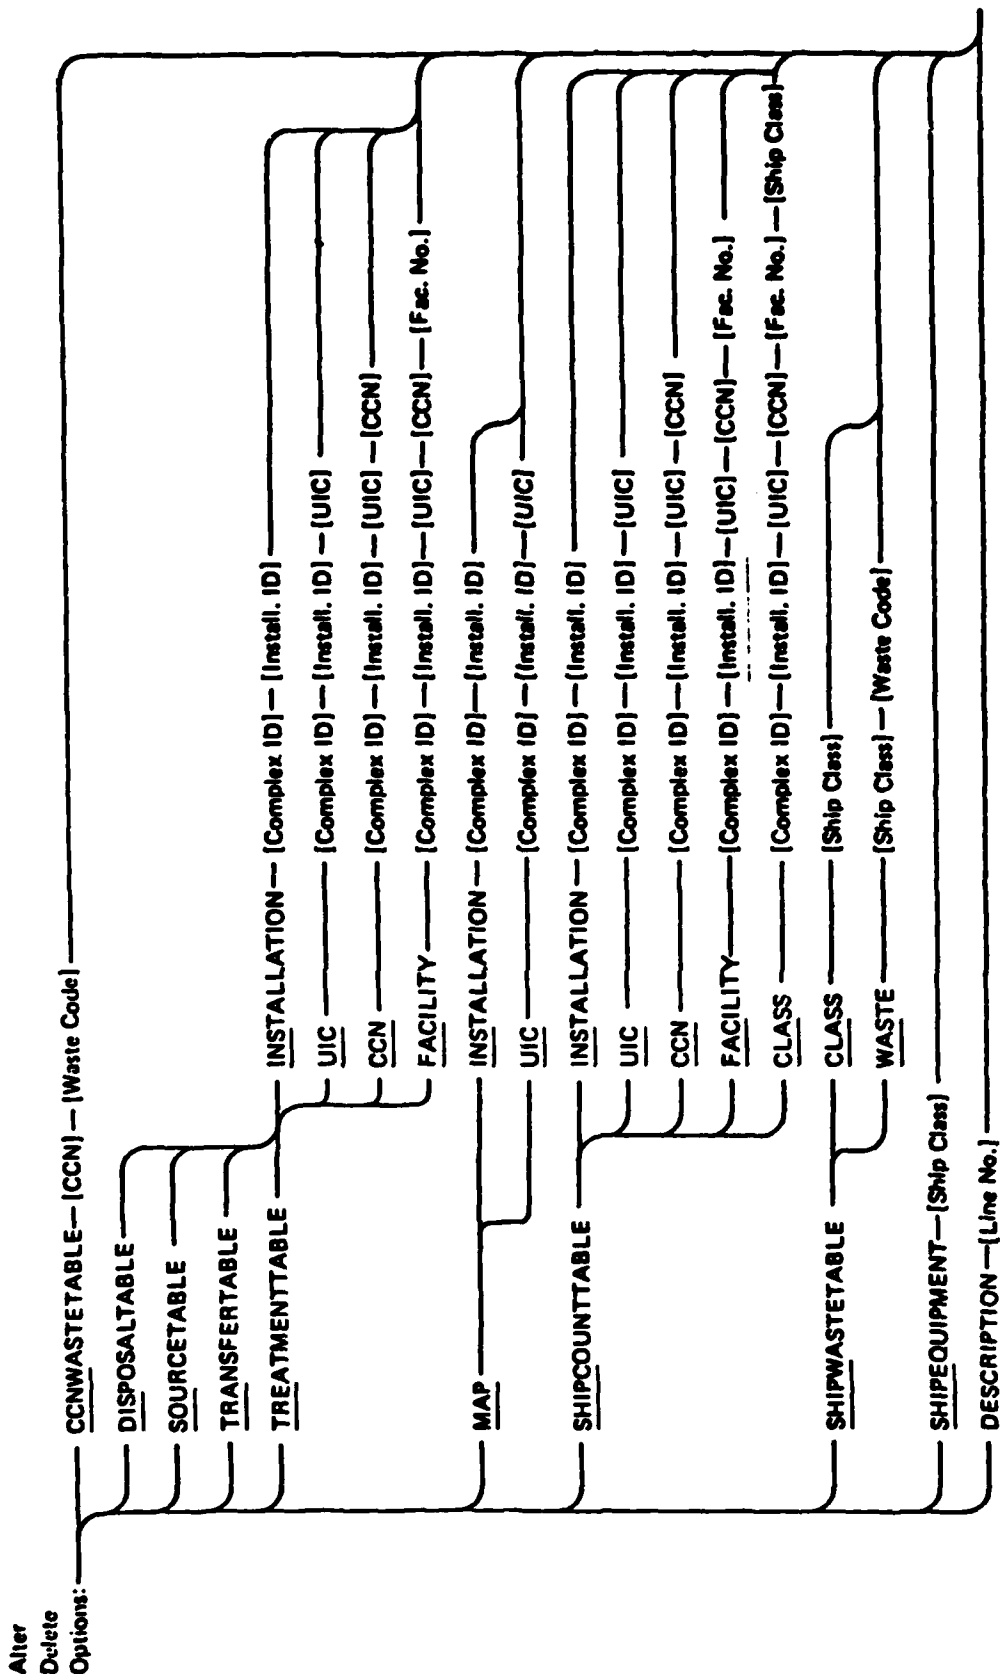 Alter
Delete
Options:
CCNWASTETABLE — [CCN] — [Waste Code]
DISPOSALTABLE
SOURCETABLE
TRANSFERTABLE
TREATMENTTABLE
INSTALLATION — [Complex ID] — [Install. ID]
UIC — [Complex ID] — [Install. ID] — [UIC]
CCN — [Complex ID] — [Install. ID] — [UIC] — [CCN]
FACILITY — [Complex ID] — [Install. ID] — [UIC] — [CCN] — [Fac. No.]
MAP
INSTALLATION — [Complex ID] — [Install. ID]
UIC — [Complex ID] — [Install. ID] — [UIC]
SHIPCOUNTTABLE
INSTALLATION — [Complex ID] — [Install. ID]
UIC — [Complex ID] — [Install. ID] — [UIC]
CCN — [Complex ID] — [Install. ID] — [UIC] — [CCN]
FACILITY — [Complex ID] — [Install. ID] — [UIC] — [CCN] — [Fac. No.]
CLASS — [Complex ID] — [Install. ID] — [UIC] — [CCN] — [Fac. No.] — [Ship Class]
SHIPWASTETABLE
CLASS — [Ship Class]
WASTE — [Ship Class] — [Waste Code]
SHIPEQUIPMENT — [Ship Class]
DESCRIPTION — [Line No.]